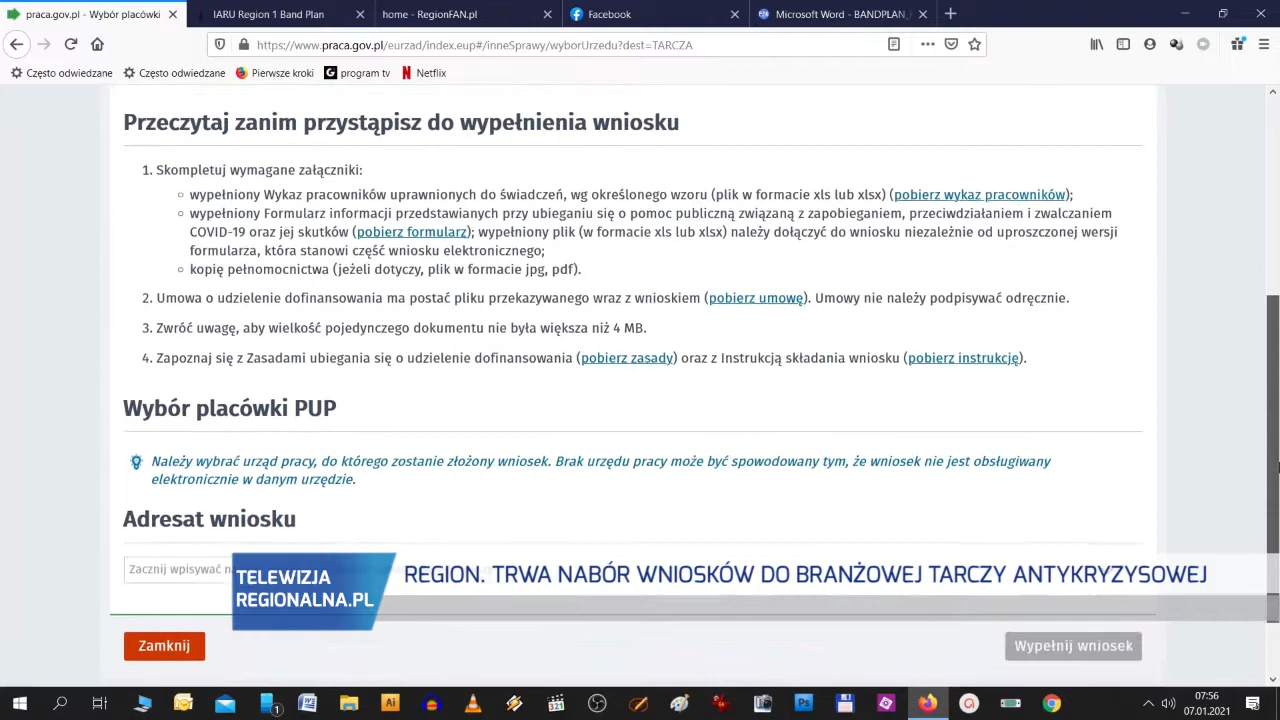 praca.gov.pl - Wybór placówki
IARU Region 1 Band Plan
home - RegionFAN.pl
Facebook
Microsoft Word - BANDPLAN_K
https://www.praca.gov.pl/eurzad/index.eup#/inneSprawy/wyborUrzedu?dest=TARCZA
Często odwiedzane
Często odwiedzane
Pierwsze kroki
program tv
Netflix
Przeczytaj zanim przystąpisz do wypełnienia wniosku
1. Skompletuj wymagane załączniki:
wypełniony Wykaz pracowników uprawnionych do świadczeń, wg określonego wzoru (plik w formacie xls lub xlsx) (pobierz wykaz pracowników);
wypełniony Formularz informacji przedstawianych przy ubieganiu się o pomoc publiczną związaną z zapobieganiem, przeciwdziałaniem i zwalczaniem
COVID-19 oraz jej skutków (pobierz formularz); wypełniony plik (w formacie xls lub xlsx) należy dołączyć do wniosku niezależnie od uproszczonej wersji
formularza, która stanowi część wniosku elektronicznego;
kopię pełnomocnictwa (jeżeli dotyczy, plik w formacie jpg, pdf).
2. Umowa o udzielenie dofinansowania ma postać pliku przekazywanego wraz z wnioskiem (pobierz umowę). Umowy nie należy podpisywać odręcznie.
3. Zwróć uwagę, aby wielkość pojedynczego dokumentu nie była większa niż 4 MB.
4. Zapoznaj się z Zasadami ubiegania się o udzielenie dofinansowania (pobierz zasady) oraz z Instrukcją składania wniosku (pobierz instrukcję).
Wybór placówki PUP
Należy wybrać urząd pracy, do którego zostanie złożony wniosek. Brak urzędu pracy może być spowodowany tym, że wniosek nie jest obsługiwany
elektronicznie w danym urzędzie.
Adresat wniosku
Zacznij wpisywać
TELEWIZJA
REGIONALNA.PL
REGION. TRWA NABÓR WNIOSKÓW DO BRANŻOWEJ TARCZY ANTYKRYZYSOWEJ
Zamknij
Wypełnij wniosek
07:56
07.01.2021